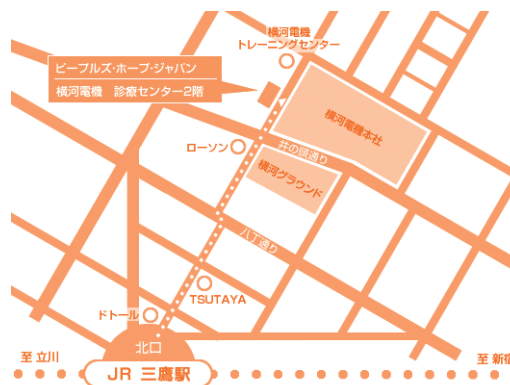 横河電機
トレーニングセンター
ピープルズ・ホープ・ジャパン
横河電機 診療センター2階
横河電機本社
ローソン
井の頭通り
横河グラウンド
八丁通り
TSUTAYA
ドトール
北口
至 立川
JR 三鷹駅
至 新宿